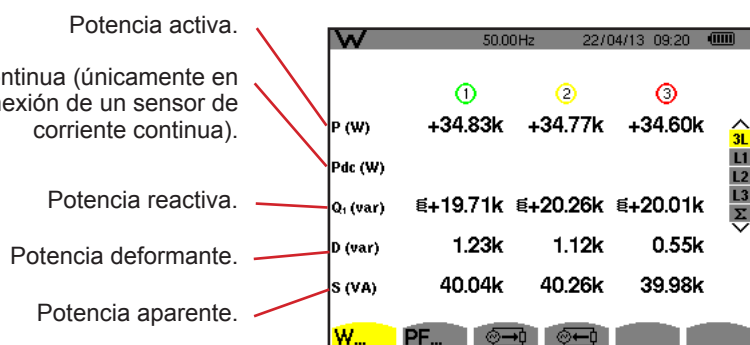 Potencia activa.
ntinua (únicamente en
nexión de un sensor de
corriente continua).
Potencia reactiva.
Potencia deformante.
Potencia aparente.
W 50.00Hz 22/04/13 09:20
1 2 3
P (W) +34.83k +34.77k +34.60k
Pdc (W)
Q₁ (var) +19.71k +20.26k +20.01k
D (var) 1.23k 1.12k 0.55k
S (VA) 40.04k 40.26k 39.98k
3L
L1
L2
L3
Σ
W... PF...